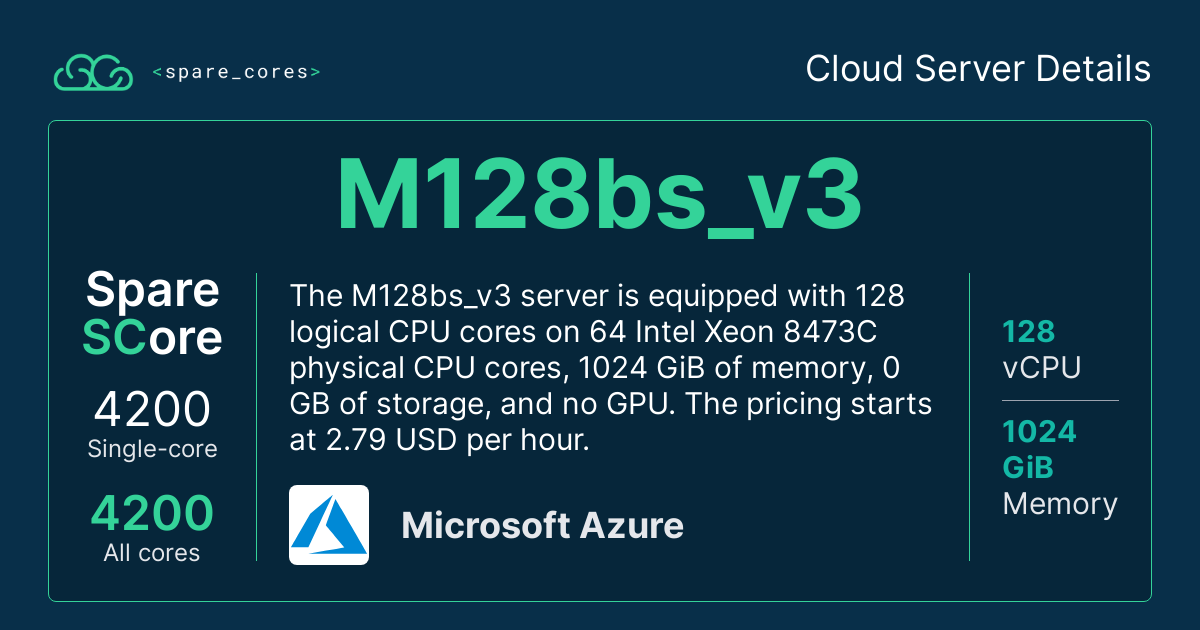 <spare_cores>
Cloud Server Details
M128bs_v3
Spare
SCore
4200
Single-core
4200
All cores
The M128bs_v3 server is equipped with 128
logical CPU cores on 64 Intel Xeon 8473C
physical CPU cores, 1024 GiB of memory, 0
GB of storage, and no GPU. The pricing starts
at 2.79 USD per hour.
Microsoft Azure
128
vCPU
1024
GiB
Memory